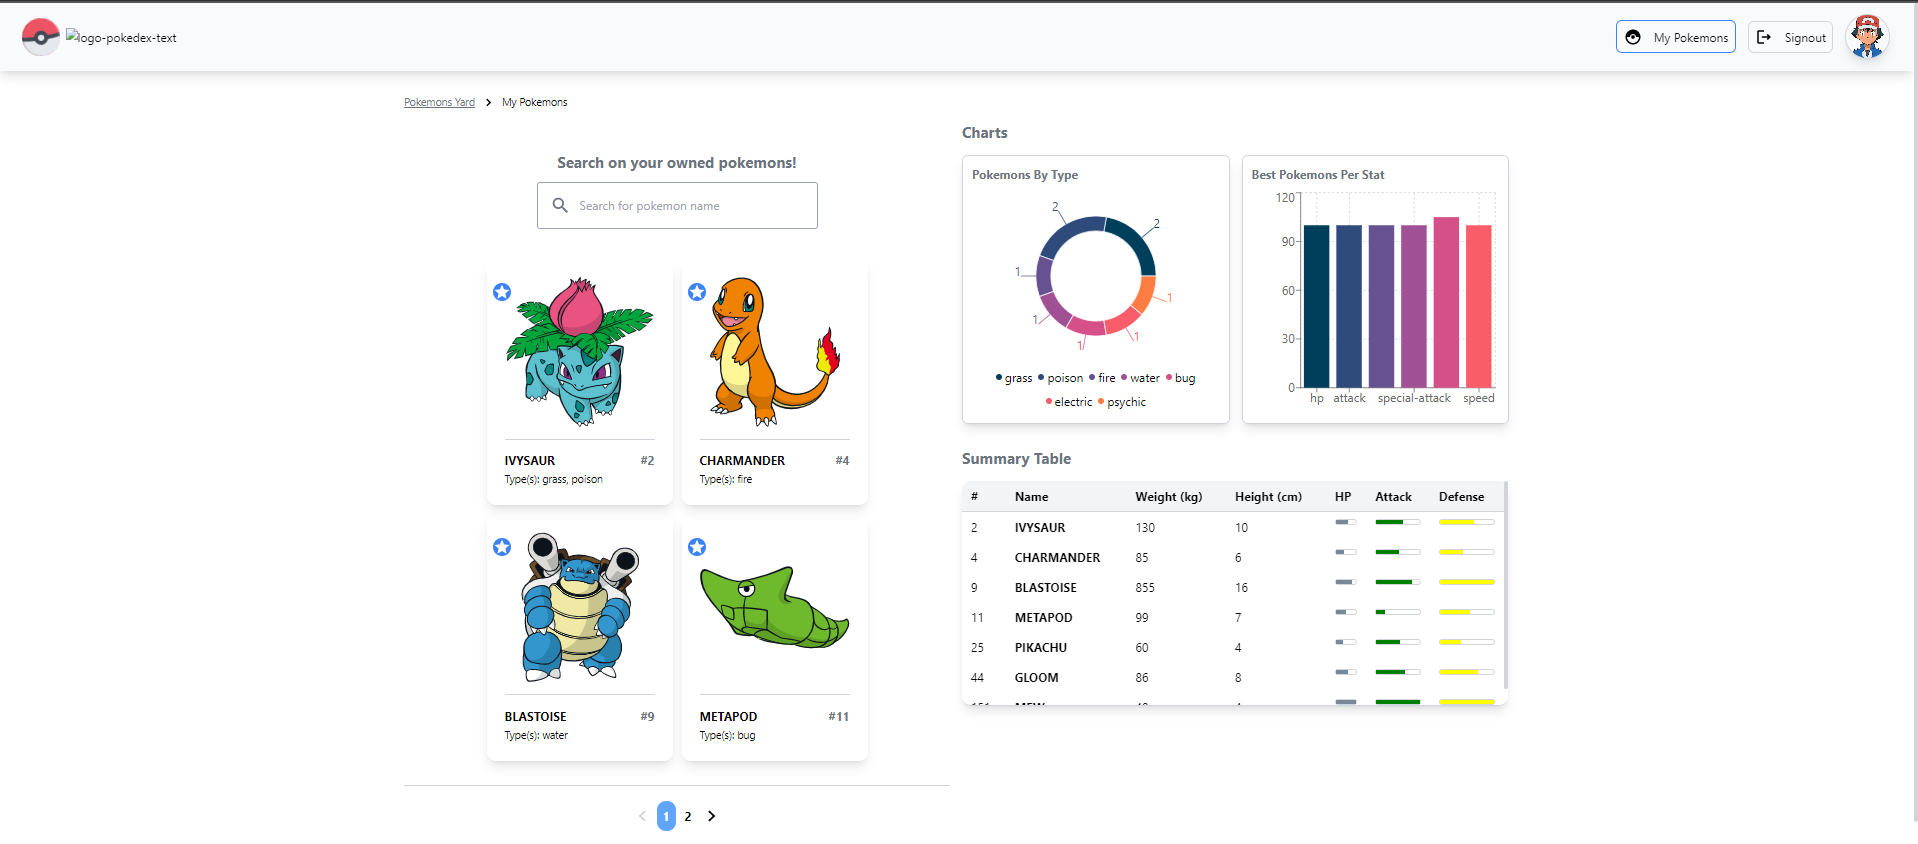 logo-pokedex-text
My Pokemons
Signout
Pokemons Yard > My Pokemons
Search on your owned pokemons!
Search for pokemon name
IVYSAUR #2
Type(s): grass, poison
CHARMANDER #4
Type(s): fire
BLASTOISE #9
Type(s): water
METAPOD #11
Type(s): bug
1 2
Charts
Pokemons By Type
2
2
1
1
1
1
1
grass poison fire water bug
electric psychic
Best Pokemons Per Stat
120
90
60
30
0
hp attack special-attack speed
Summary Table
# Name Weight (kg) Height (cm) HP Attack Defense
2 IVYSAUR 130 10
4 CHARMANDER 85 6
9 BLASTOISE 855 16
11 METAPOD 99 7
25 PIKACHU 60 4
44 GLOOM 86 8